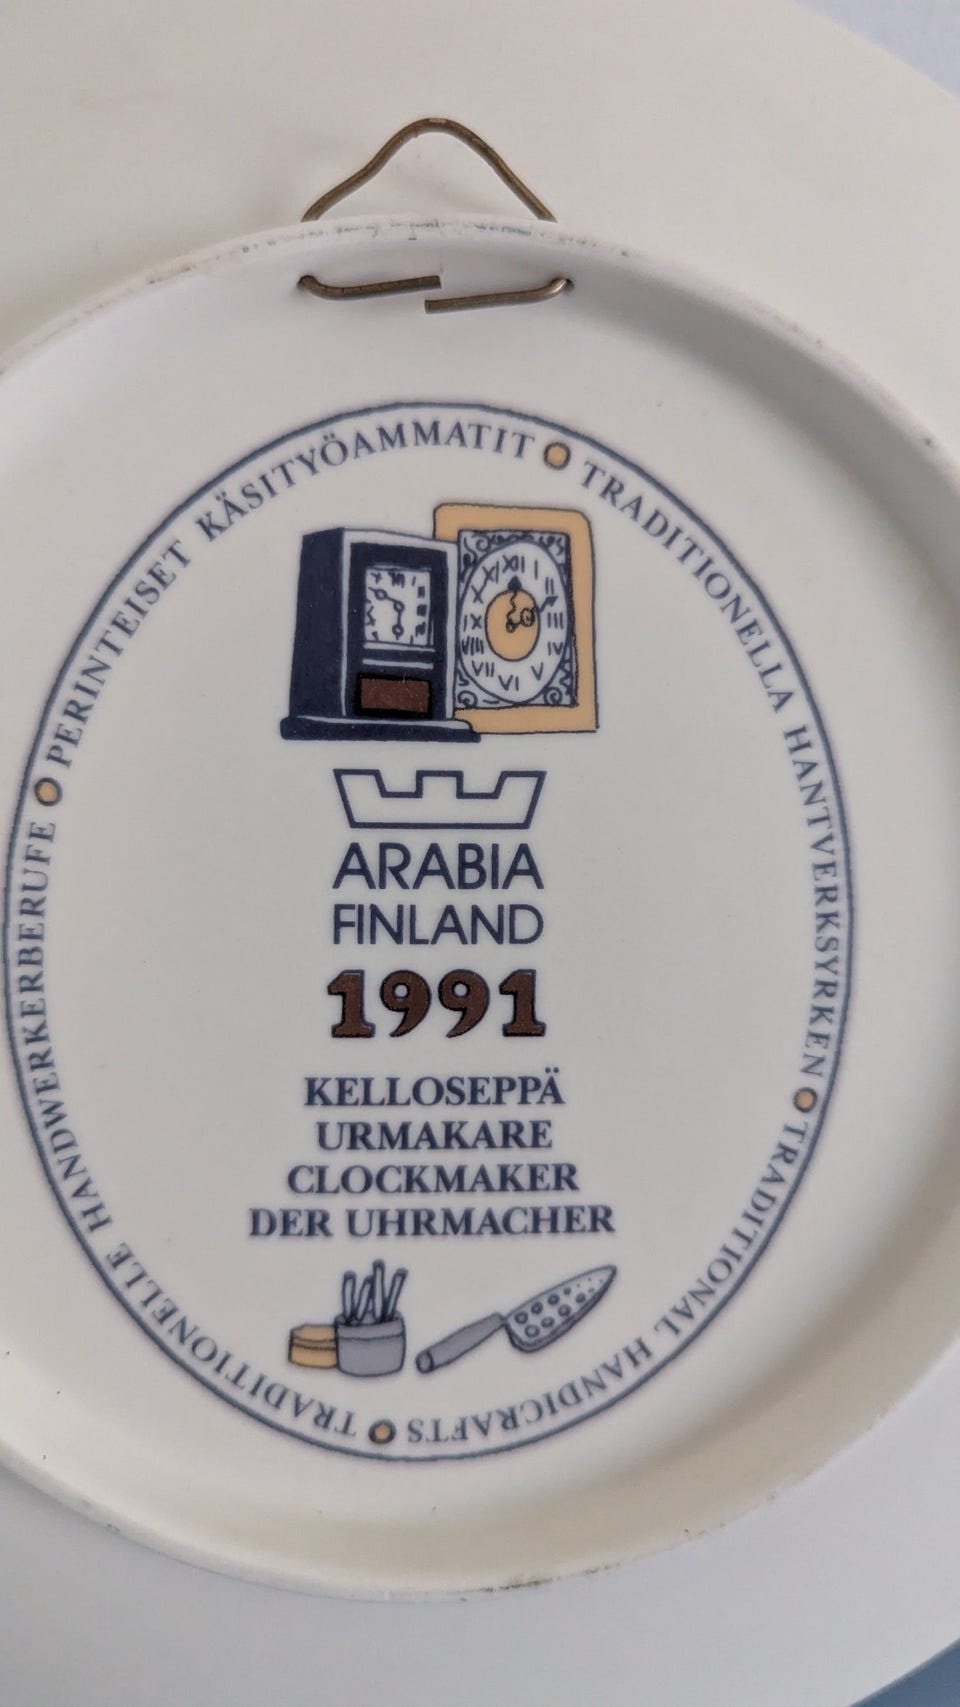 PERINTEISET KÄSITYÖAMMATIT
TRADITIONELLA HANTVERKSYRKEN
TRADITIONAL HANDICRAFTS
TRADITIONELLE HANDWERKERBERUFE
ARABIA
FINLAND
1991
KELLOSEPPÄ
URMAKARE
CLOCKMAKER
DER UHRMACHER